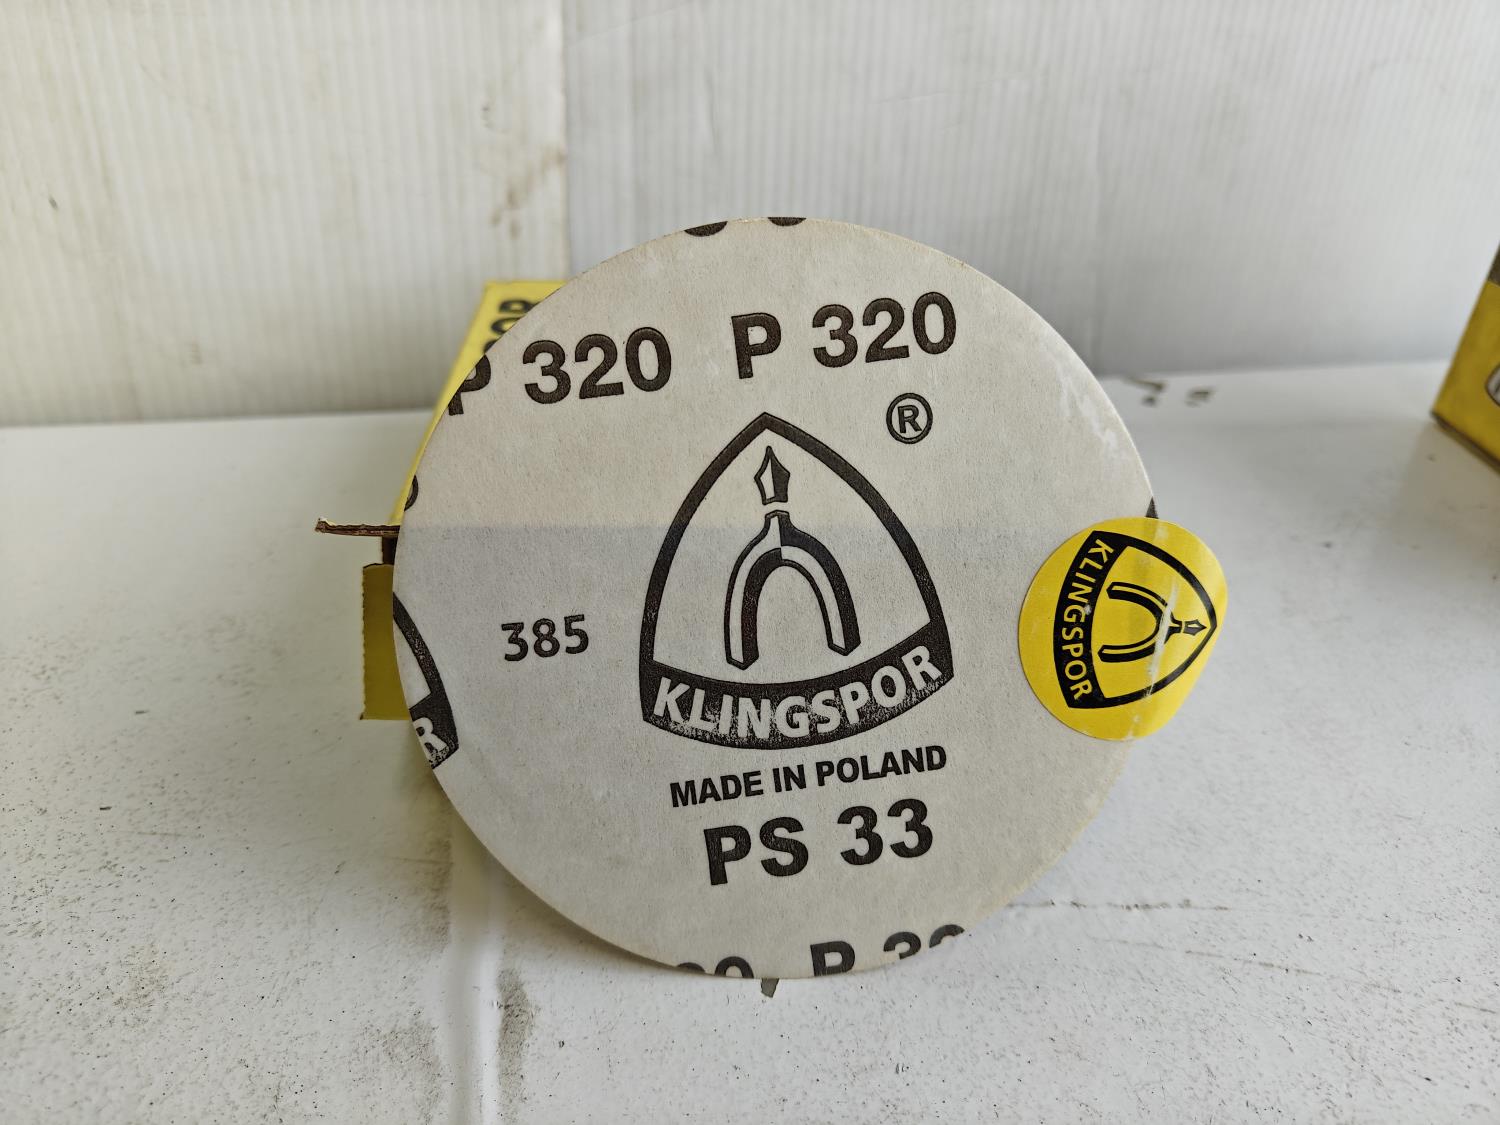 P 320 P 320
®
385
KLINGSPOR
MADE IN POLAND
PS 33
KLINGSPOR